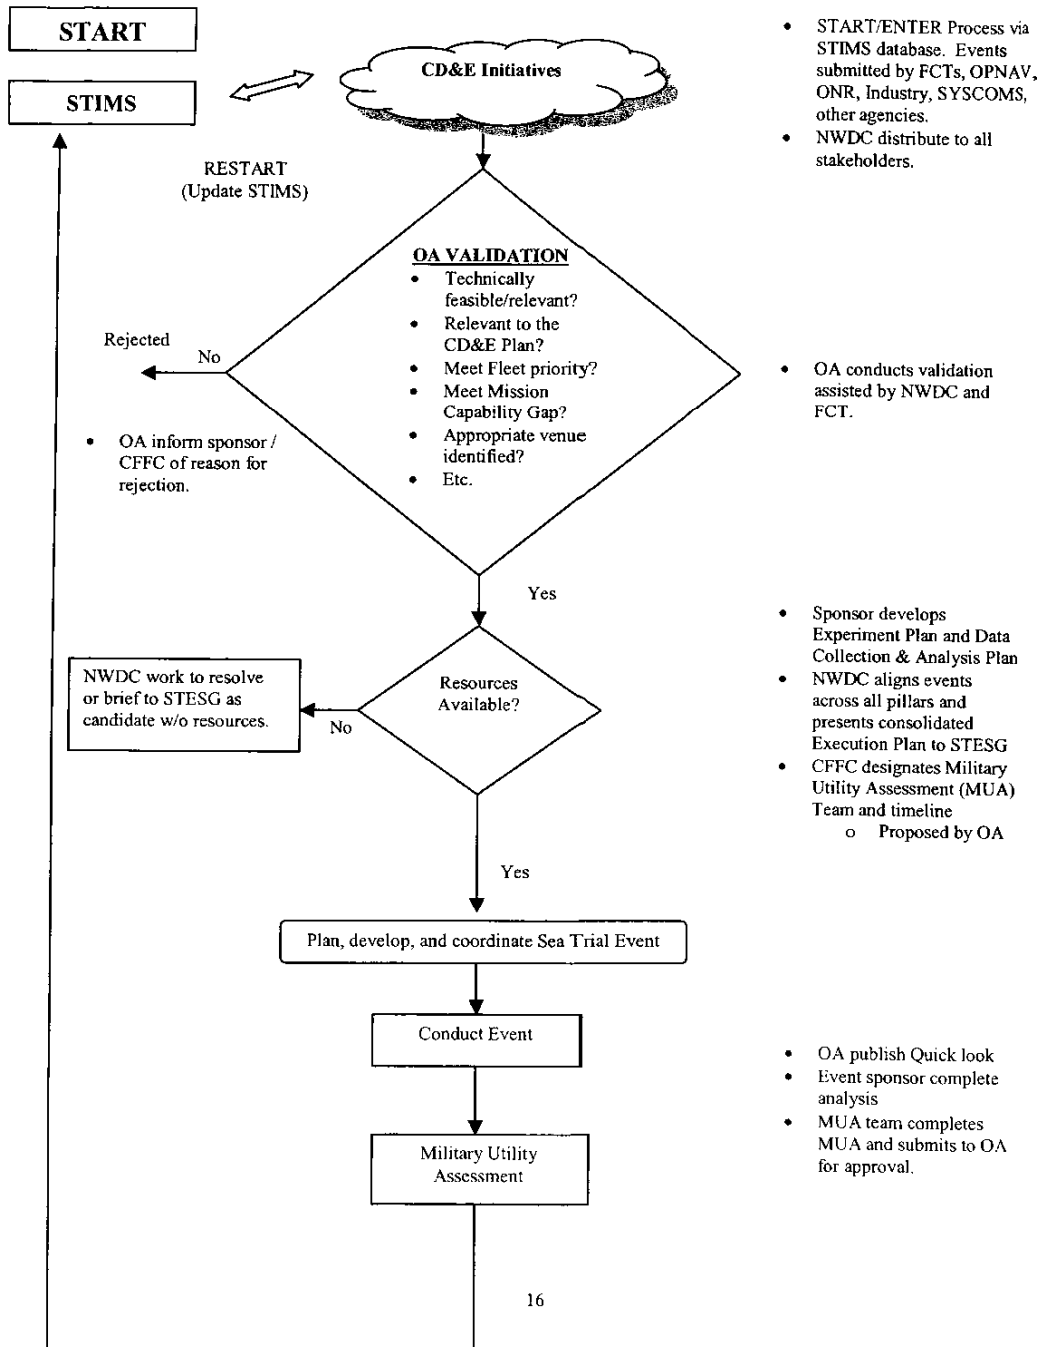 START
STIMS
CD&E Initiatives
• START/ENTER Process via
STIMS database. Events
submitted by FCTs, OPNAV,
ONR, Industry, SYSCOMS,
other agencies.
• NWDC distribute to all
stakeholders.
RESTART
(Update STIMS)
OA VALIDATION
• Technically
feasible/relevant?
• Relevant to the
CD&E Plan?
• Meet Fleet priority?
• Meet Mission
Capability Gap?
• Appropriate venue
identified?
• Etc.
Rejected
No
• OA inform sponsor /
CFFC of reason for
rejection.
• OA conducts validation
assisted by NWDC and
FCT.
Yes
Resources
Available?
No
NWDC work to resolve
or brief to STESG as
candidate w/o resources.
• Sponsor develops
Experiment Plan and Data
Collection & Analysis Plan
• NWDC aligns events
across all pillars and
presents consolidated
Execution Plan to STESG
• CFFC designates Military
Utility Assessment (MUA)
Team and timeline
o Proposed by OA
Yes
Plan, develop, and coordinate Sea Trial Event
Conduct Event
Military Utility
Assessment
• OA publish Quick look
• Event sponsor complete
analysis
• MUA team completes
MUA and submits to OA
for approval.
16